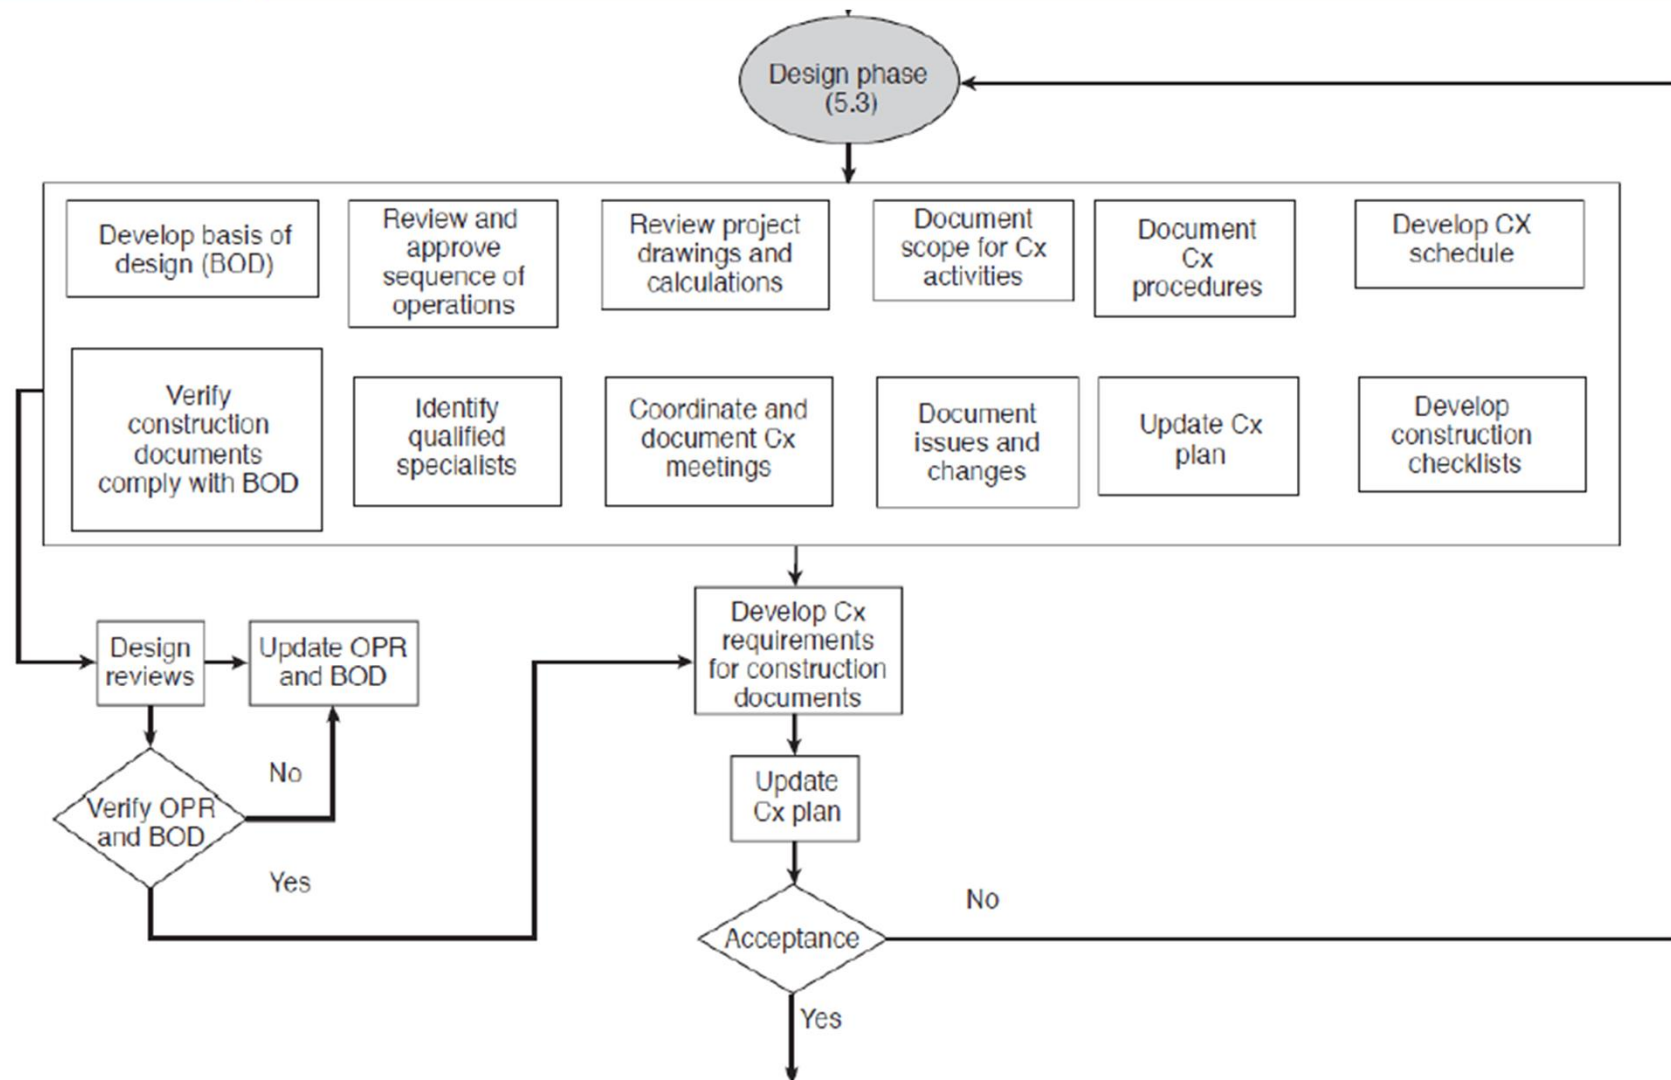 Design phase
(5.3)
Develop basis of
design (BOD)
Review and
approve
sequence of
operations
Review project
drawings and
calculations
Document
scope for Cx
activities
Document
Cx
procedures
Develop CX
schedule
Verify
construction
documents
comply with BOD
Identify
qualified
specialists
Coordinate and
document Cx
meetings
Document
issues and
changes
Update Cx
plan
Develop
construction
checklists
Design
reviews
Update OPR
and BOD
Develop Cx
requirements
for construction
documents
No
Verify OPR
and BOD
Yes
Update
Cx plan
No
Acceptance
Yes